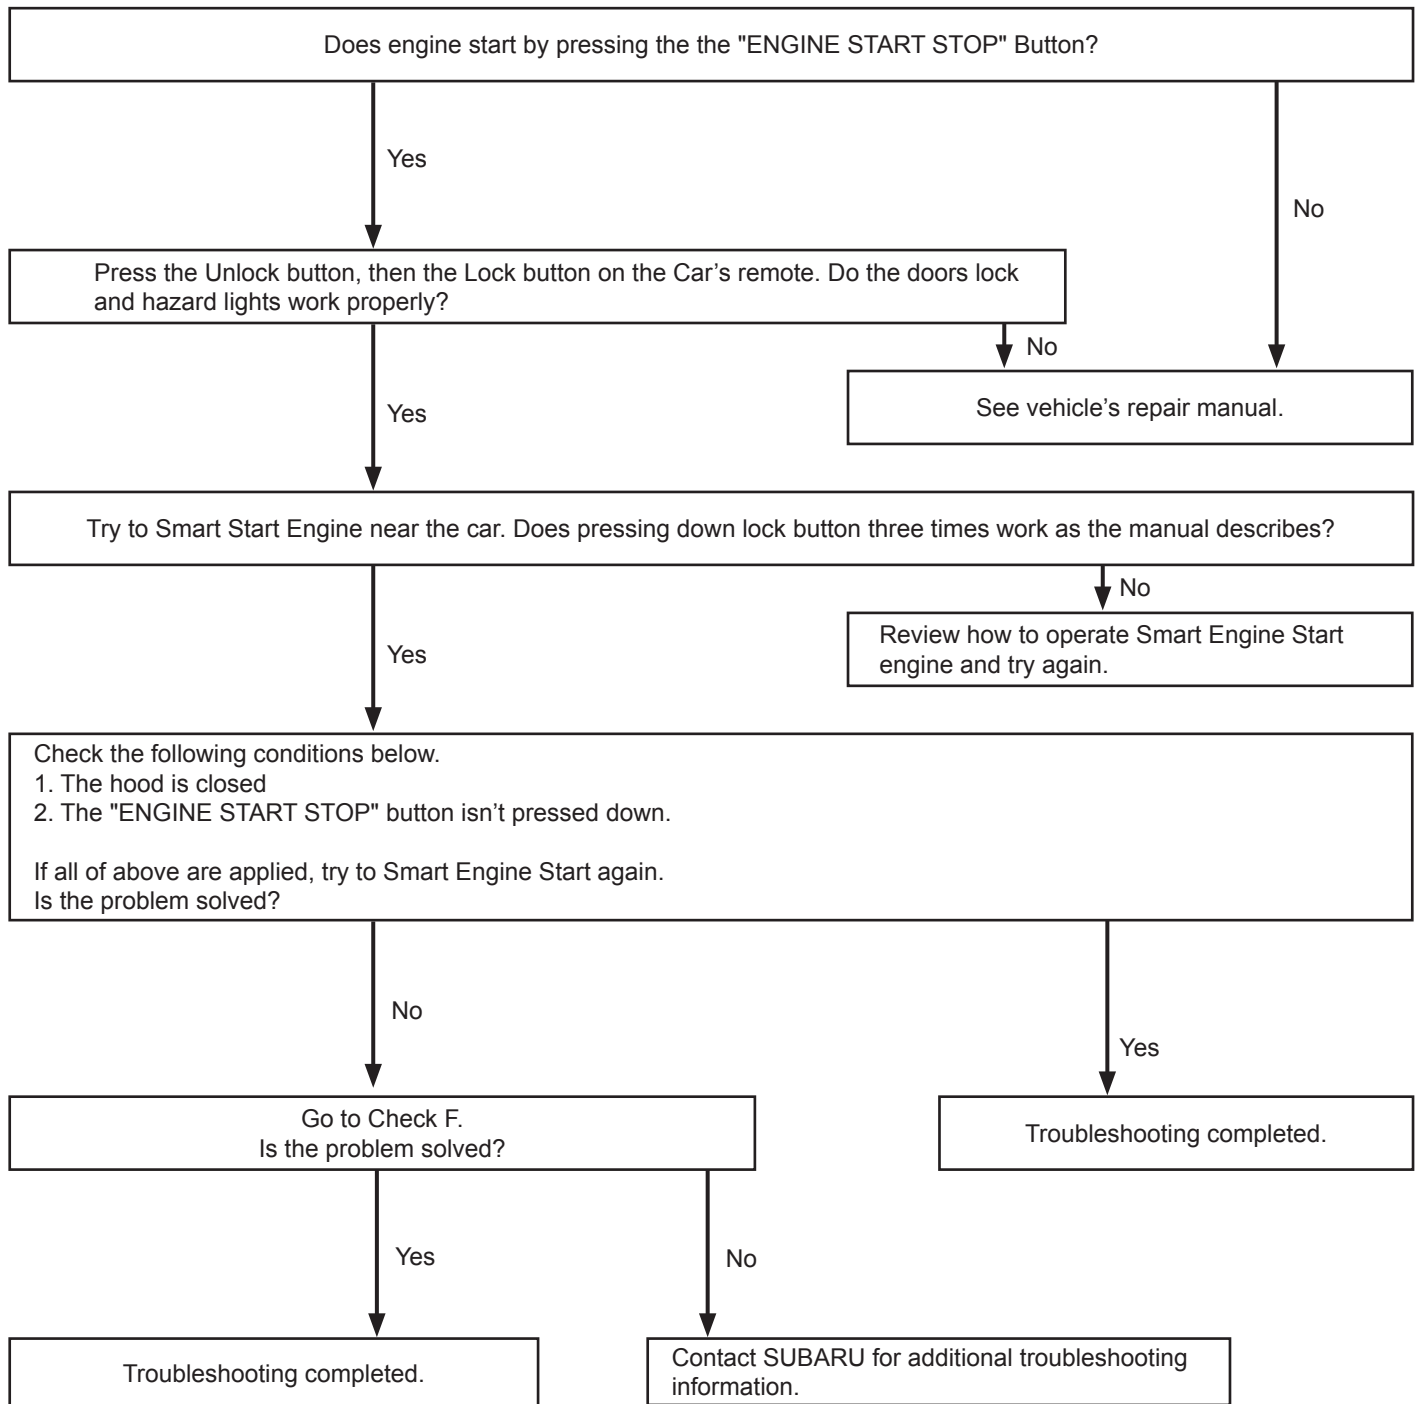 Does engine start by pressing the the "ENGINE START STOP" Button?
Yes
No
Press the Unlock button, then the Lock button on the Car’s remote. Do the doors lock
and hazard lights work properly?
No
Yes
See vehicle’s repair manual.
Try to Smart Start Engine near the car. Does pressing down lock button three times work as the manual describes?
No
Yes
Review how to operate Smart Engine Start
engine and try again.
Check the following conditions below.
1. The hood is closed
2. The "ENGINE START STOP" button isn’t pressed down.
If all of above are applied, try to Smart Engine Start again.
Is the problem solved?
No
Yes
Go to Check F.
Is the problem solved?
Troubleshooting completed.
Yes
No
Troubleshooting completed.
Contact SUBARU for additional troubleshooting
information.